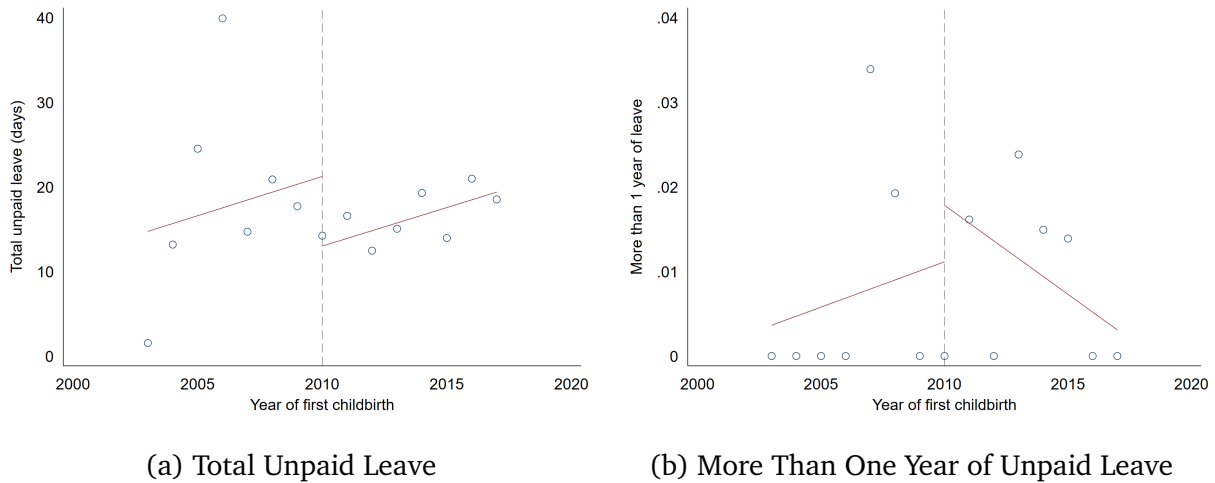 40
30
20
10
0
Total unpaid leave (days)
2000 2005 2010 2015 2020
Year of first childbirth
(a) Total Unpaid Leave
.04
.03
.02
.01
0
More than 1 year of leave
2000 2005 2010 2015 2020
Year of first childbirth
(b) More Than One Year of Unpaid Leave